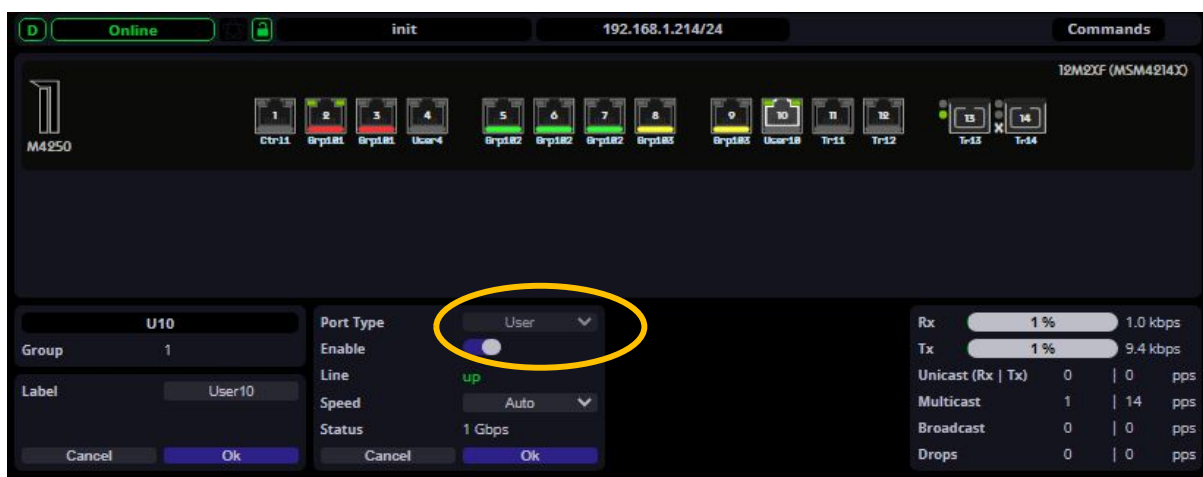 D Online init 192.168.1.214/24 Commands
12M2XF (MSM4214X)
1 2 3 4 5 6 7 8 9 10 11 12 13 14
x
M4250 Ctrl1 Grp101 Grp101 User4 Grp102 Grp102 Grp102 Grp103 Grp103 User10 Tr11 Tr12 Tr13 Tr14
U10
Group 1
Label User10
Cancel Ok
Port Type User
Enable
Line up
Speed Auto
Status 1 Gbps
Cancel Ok
Rx 1 % 1.0 kbps
Tx 1 % 9.4 kbps
Unicast (Rx | Tx) 0 | 0 pps
Multicast 1 | 14 pps
Broadcast 0 | 0 pps
Drops 0 | 0 pps